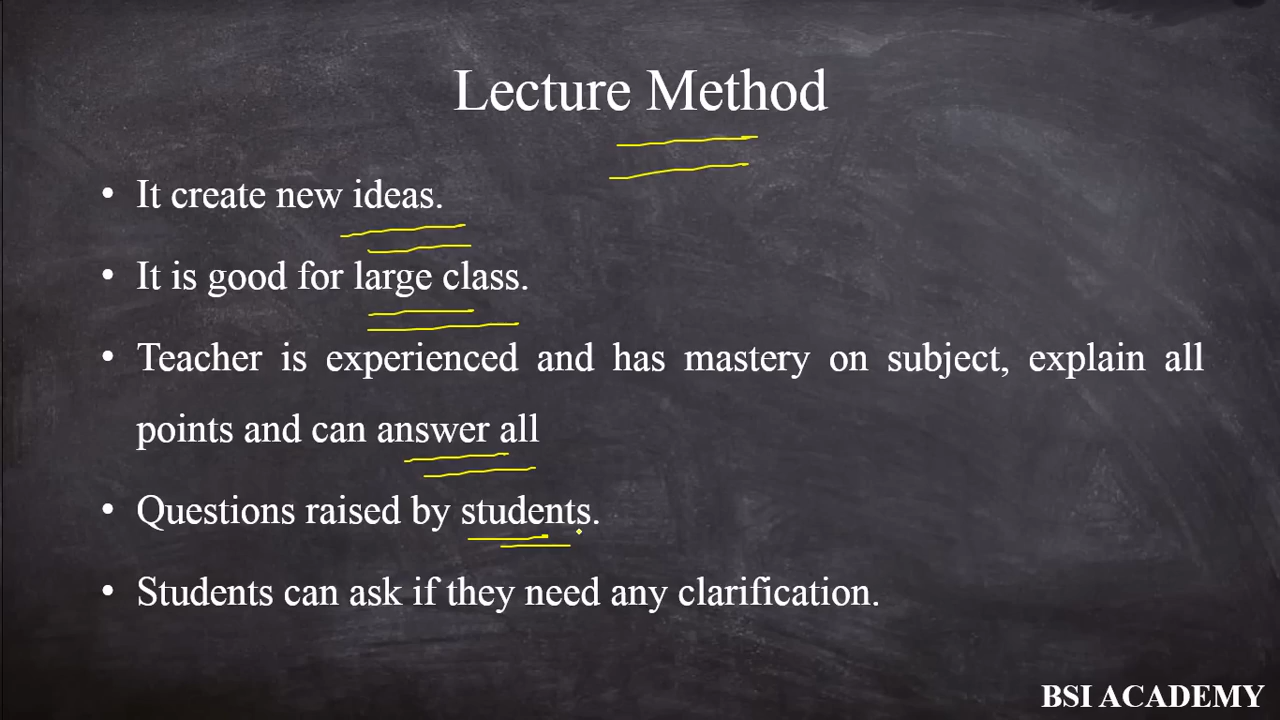 Lecture Method
• It create new ideas.
• It is good for large class.
• Teacher is experienced and has mastery on subject, explain all
points and can answer all
• Questions raised by students.
• Students can ask if they need any clarification.
BSI ACADEMY